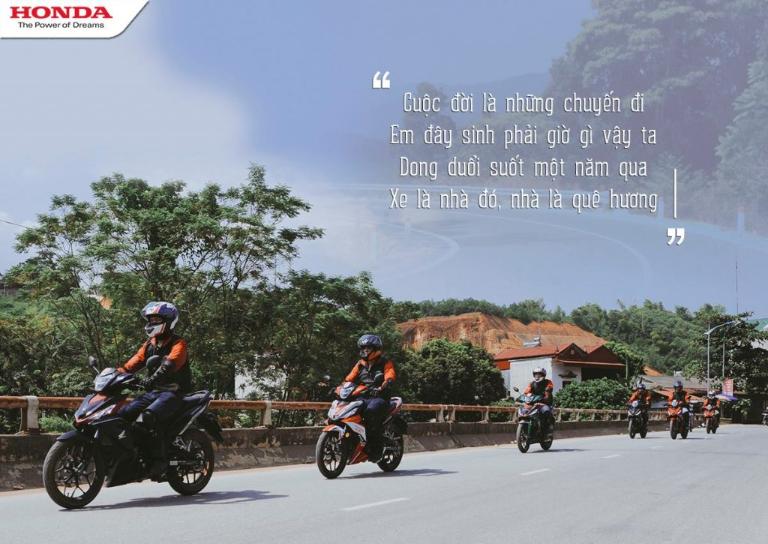 HONDA
The Power of Dreams
“
Cuộc đời là những chuyến đi
Em đây sinh phải giờ gì vậy ta
Dong duổi suốt một năm qua
Xe là nhà đó, nhà là quê hương
”